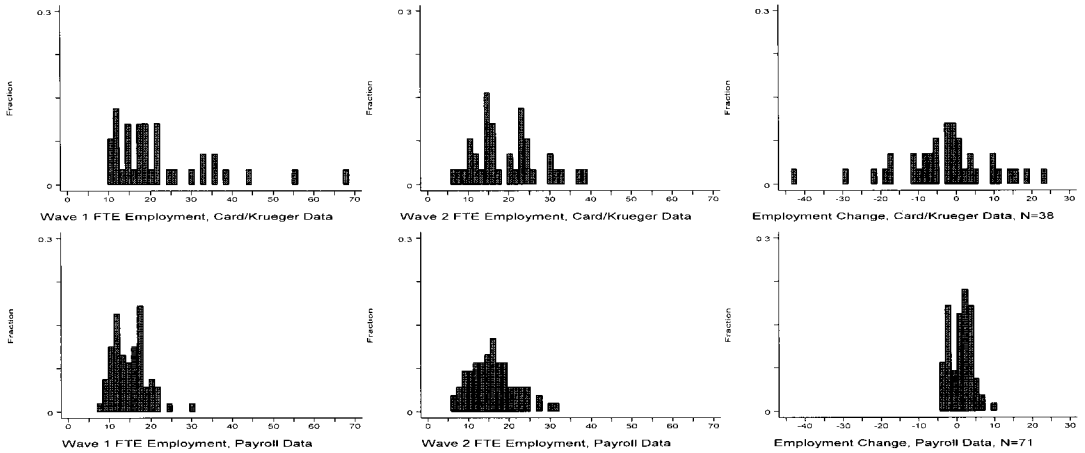 0.3
Fraction
0
0 10 20 30 40 50 60 70
Wave 1 FTE Employment, Card/Krueger Data
0.3
Fraction
0
0 10 20 30 40 50 60 70
Wave 2 FTE Employment, Card/Krueger Data
0.3
Fraction
0
-40 -30 -20 -10 0 10 20 30
Employment Change, Card/Krueger Data, N=38
0.3
Fraction
0
0 10 20 30 40 50 60 70
Wave 1 FTE Employment, Payroll Data
0.3
Fraction
0
0 10 20 30 40 50 60 70
Wave 2 FTE Employment, Payroll Data
0.3
Fraction
0
-40 -30 -20 -10 0 10 20 30
Employment Change, Payroll Data, N=71